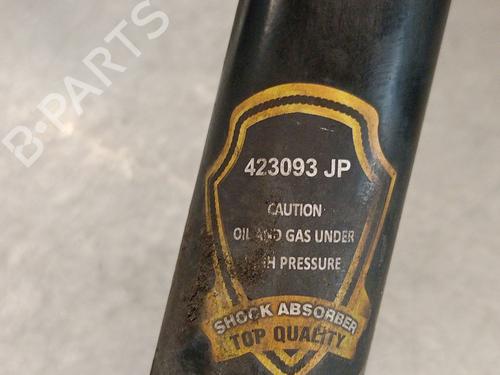 B-PARTS
423093 JP
CAUTION
OIL AND GAS UNDER
PRESSURE
SHOCK ABSORBER
TOP QUALITY